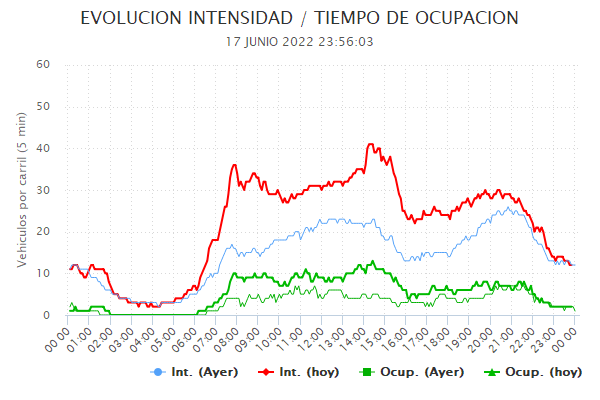 EVOLUCION INTENSIDAD / TIEMPO DE OCUPACION
17 JUNIO 2022 23:56:03
Vehiculos por carril (5 min)
60
50
40
30
20
10
0
00:00 01:00 02:00 03:00 04:00 05:00 06:00 07:00 08:00 09:00 10:00 11:00 12:00 13:00 14:00 15:00 16:00 17:00 18:00 19:00 20:00 21:00 22:00 23:00 00:00
Int. (Ayer) Int. (hoy) Ocup. (Ayer) Ocup. (hoy)